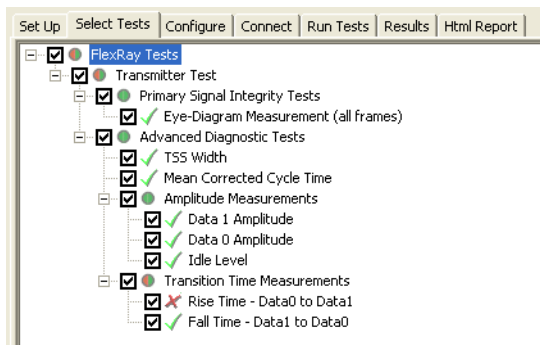 Set Up Select Tests Configure Connect Run Tests Results Html Report
FlexRay Tests
Transmitter Test
Primary Signal Integrity Tests
Eye-Diagram Measurement (all frames)
Advanced Diagnostic Tests
TSS Width
Mean Corrected Cycle Time
Amplitude Measurements
Data 1 Amplitude
Data 0 Amplitude
Idle Level
Transition Time Measurements
Rise Time - Data0 to Data1
Fall Time - Data1 to Data0